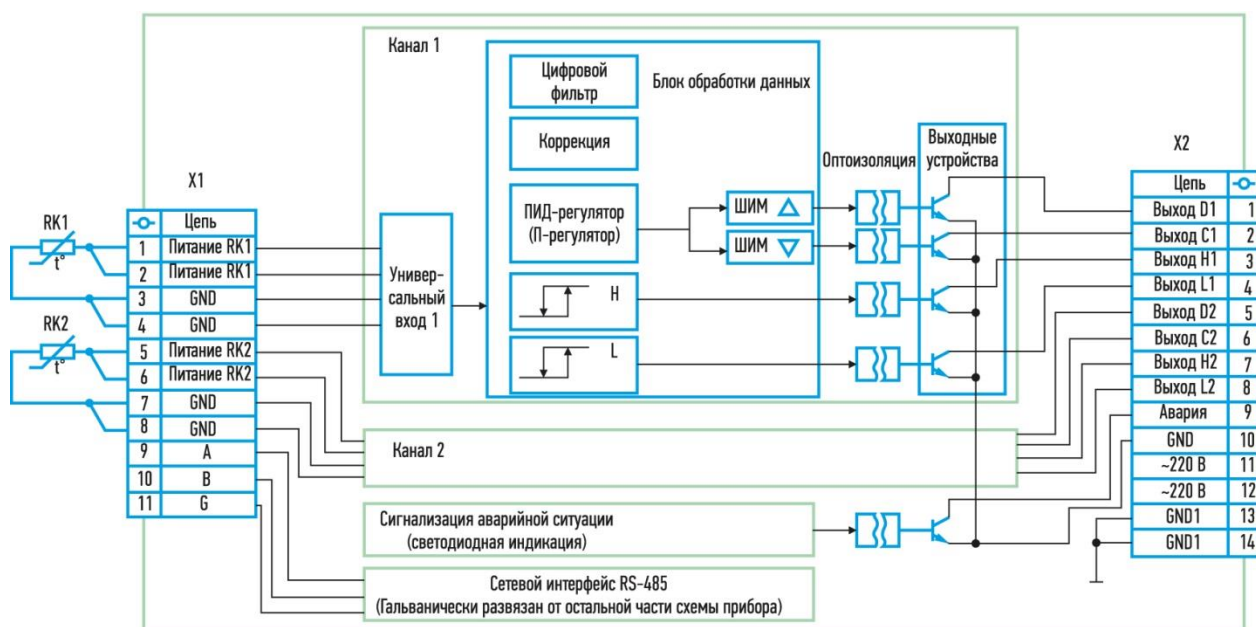 Канал 1
Цифровой
фильтр
Блок обработки данных
Коррекция
Оптоизоляция
Выходные
устройства
ПИД-регулятор
(П-регулятор)
ШИМ
ШИМ
Универ-
сальный
вход 1
H
L
X1
Цепь
1 Питание RK1
2 Питание RK1
3 GND
4 GND
5 Питание RK2
6 Питание RK2
7 GND
8 GND
9 A
10 B
11 G
RK1
t°
RK2
t°
Канал 2
Сигнализация аварийной ситуации
(светодиодная индикация)
Сетевой интерфейс RS-485
(Гальванически развязан от остальной части схемы прибора)
X2
Цепь
Выход D1 1
Выход C1 2
Выход H1 3
Выход L1 4
Выход D2 5
Выход C2 6
Выход H2 7
Выход L2 8
Авария 9
GND 10
~220 В 11
~220 В 12
GND1 13
GND1 14